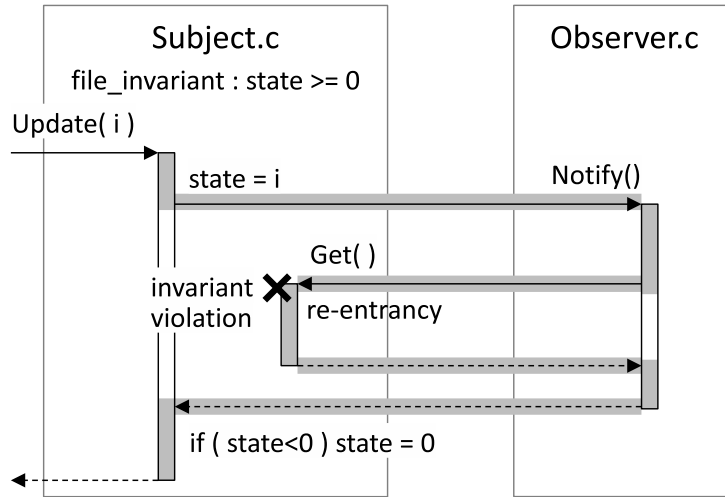 Subject.c
Observer.c
file_invariant : state >= 0
Update( i )
state = i
Notify()
Get( )
invariant
violation
re-entrancy
if ( state<0 ) state = 0